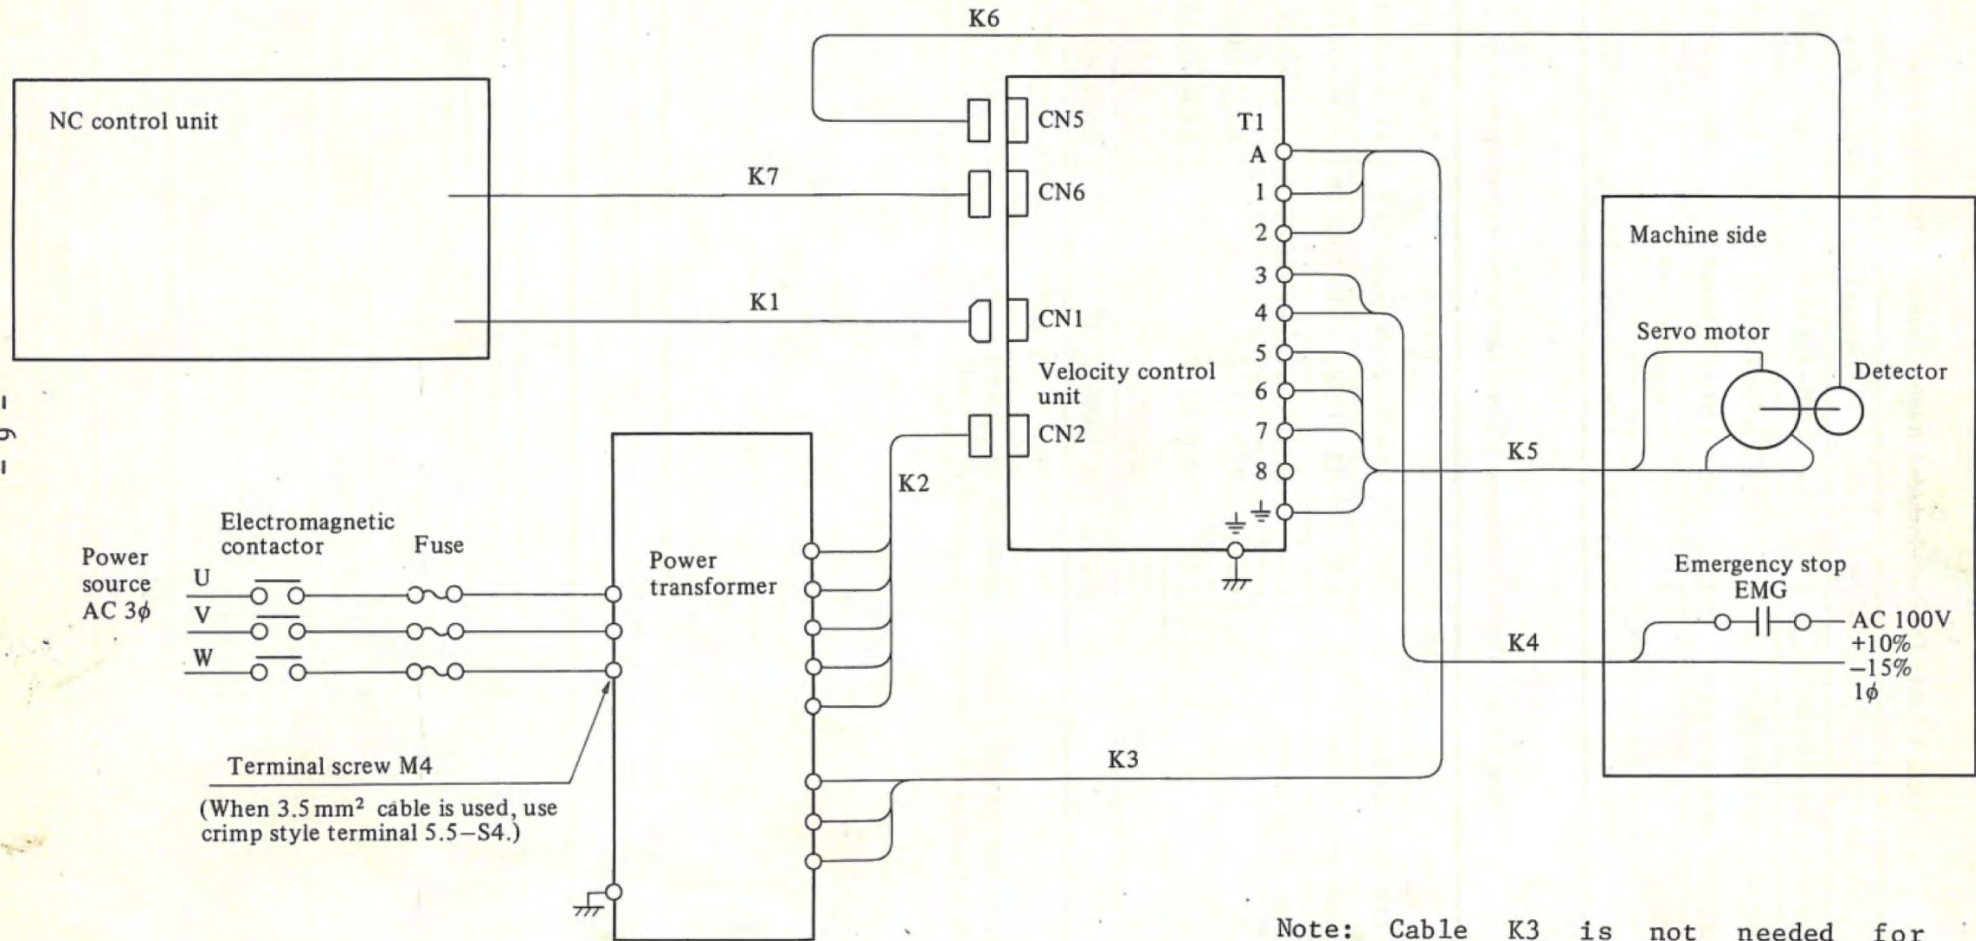 K6
NC control unit
K7
K1
CN5
CN6
CN1
Velocity control
unit
CN2
T1
A
1
2
3
4
5
6
7
8
Machine side
Servo motor
Detector
K5
Emergency stop
EMG
AC 100V
+10%
−15%
1φ
K4
K2
K3
Electromagnetic
contactor
Fuse
Power
source
AC 3φ
U
V
W
Power
transformer
Terminal screw M4
(When 3.5 mm² cable is used, use
crimp style terminal 5.5−S4.)
Note: Cable K3 is not needed for